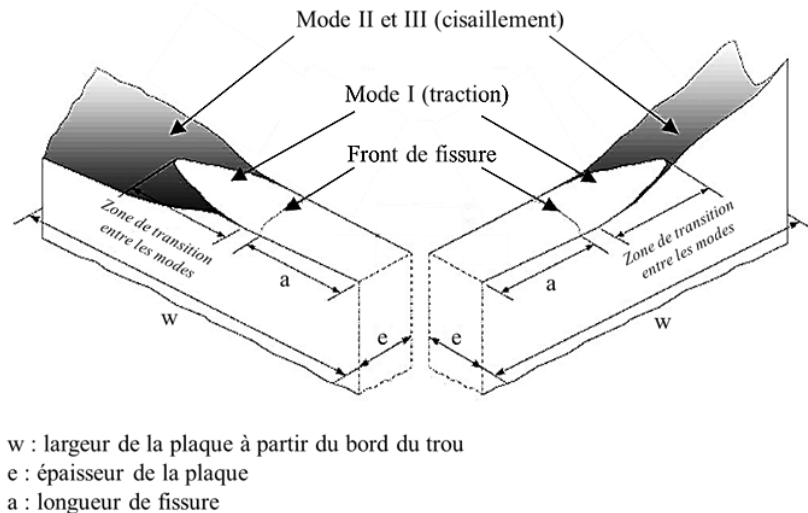 Mode II et III (cisaillement)
Mode I (traction)
Front de fissure
Zone de transition
entre les modes
a
w
e
Zone de transition
entre les modes
a
w
e
w : largeur de la plaque à partir du bord du trou
e : épaisseur de la plaque
a : longueur de fissure